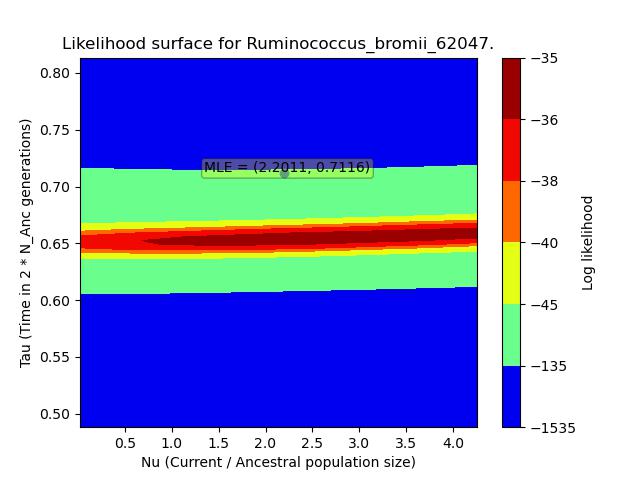 Likelihood surface for Ruminococcus_bromii_62047.
0.80
0.75
0.70
0.65
0.60
0.55
0.50
Tau (Time in 2 * N_Anc generations)
MLE = (2.2011, 0.7116)
0.5 1.0 1.5 2.0 2.5 3.0 3.5 4.0
Nu (Current / Ancestral population size)
−35
−36
−38
−40
−45
−135
−1535
Log likelihood